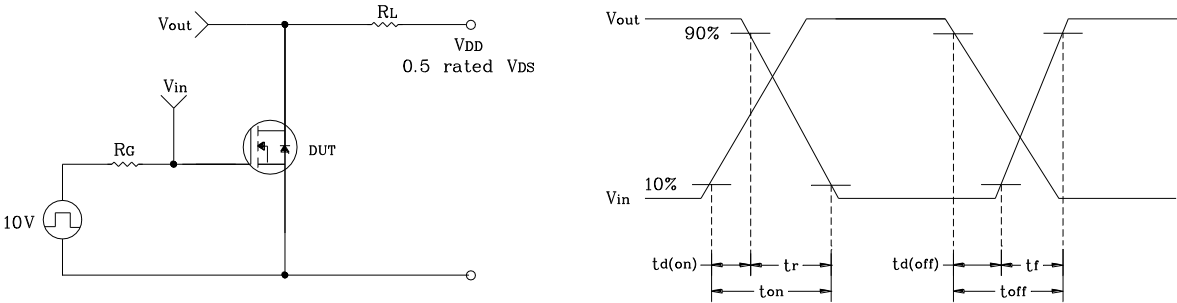 Vout
RL
VDD
0.5 rated VDS
Vin
RG
DUT
10V
Vout
90%
10%
Vin
td(on)
tr
td(off)
tf
ton
toff